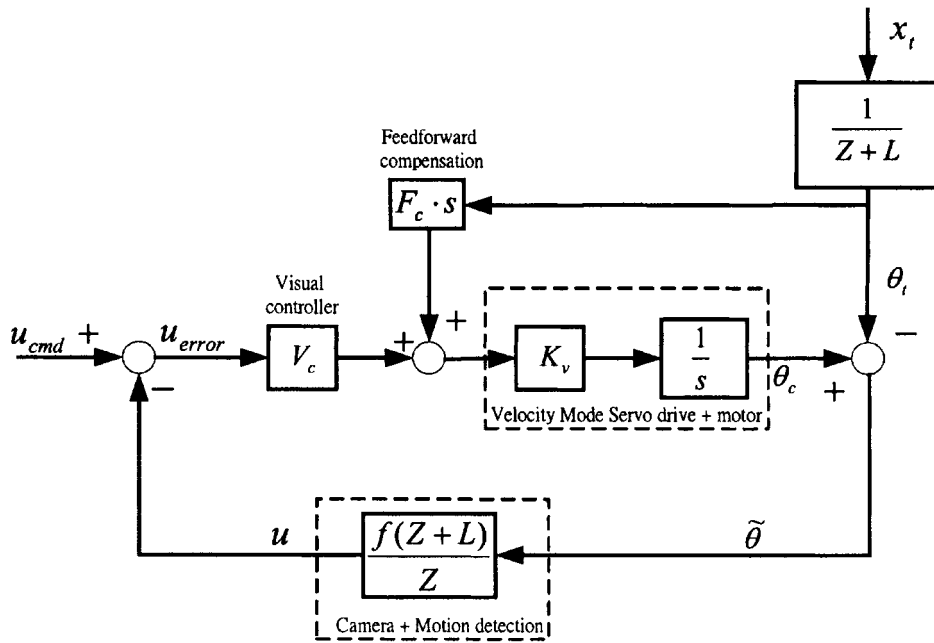 x_t
1
Z + L
Feedforward
compensation
F_c · s
θ_t
Visual
controller
u_cmd + u_error V_c + + K_v 1/s θ_c + −
−
Velocity Mode Servo drive + motor
u f(Z + L)/Z θ̃
Camera + Motion detection